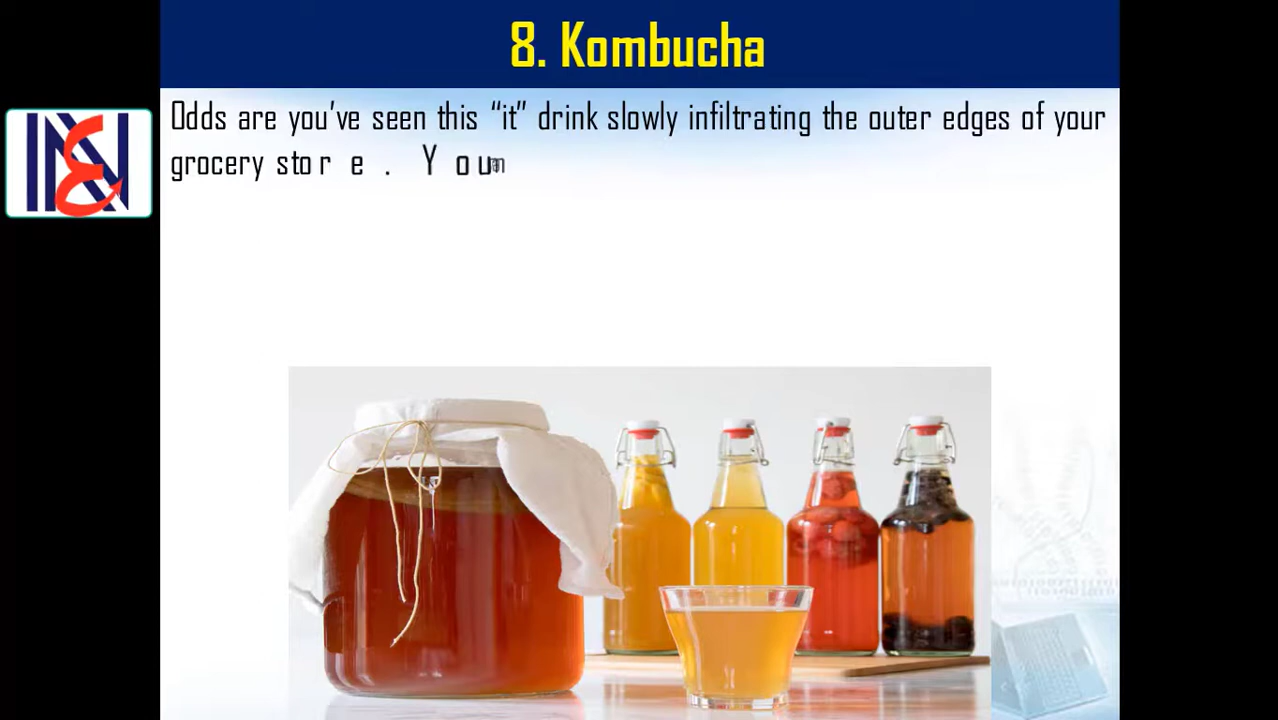 8. Kombucha
Odds are you've seen this “it” drink slowly infiltrating the outer edges of your
grocery store. You